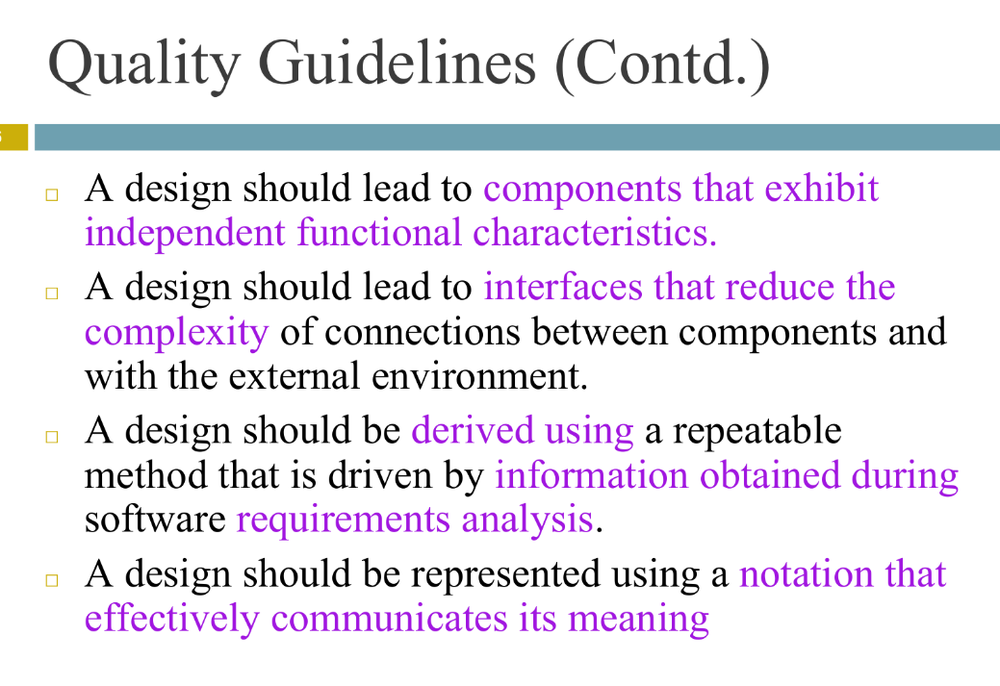 Quality Guidelines (Contd.)
A design should lead to components that exhibit
independent functional characteristics.
A design should lead to interfaces that reduce the
complexity of connections between components and
with the external environment.
A design should be derived using a repeatable
method that is driven by information obtained during
software requirements analysis.
A design should be represented using a notation that
effectively communicates its meaning